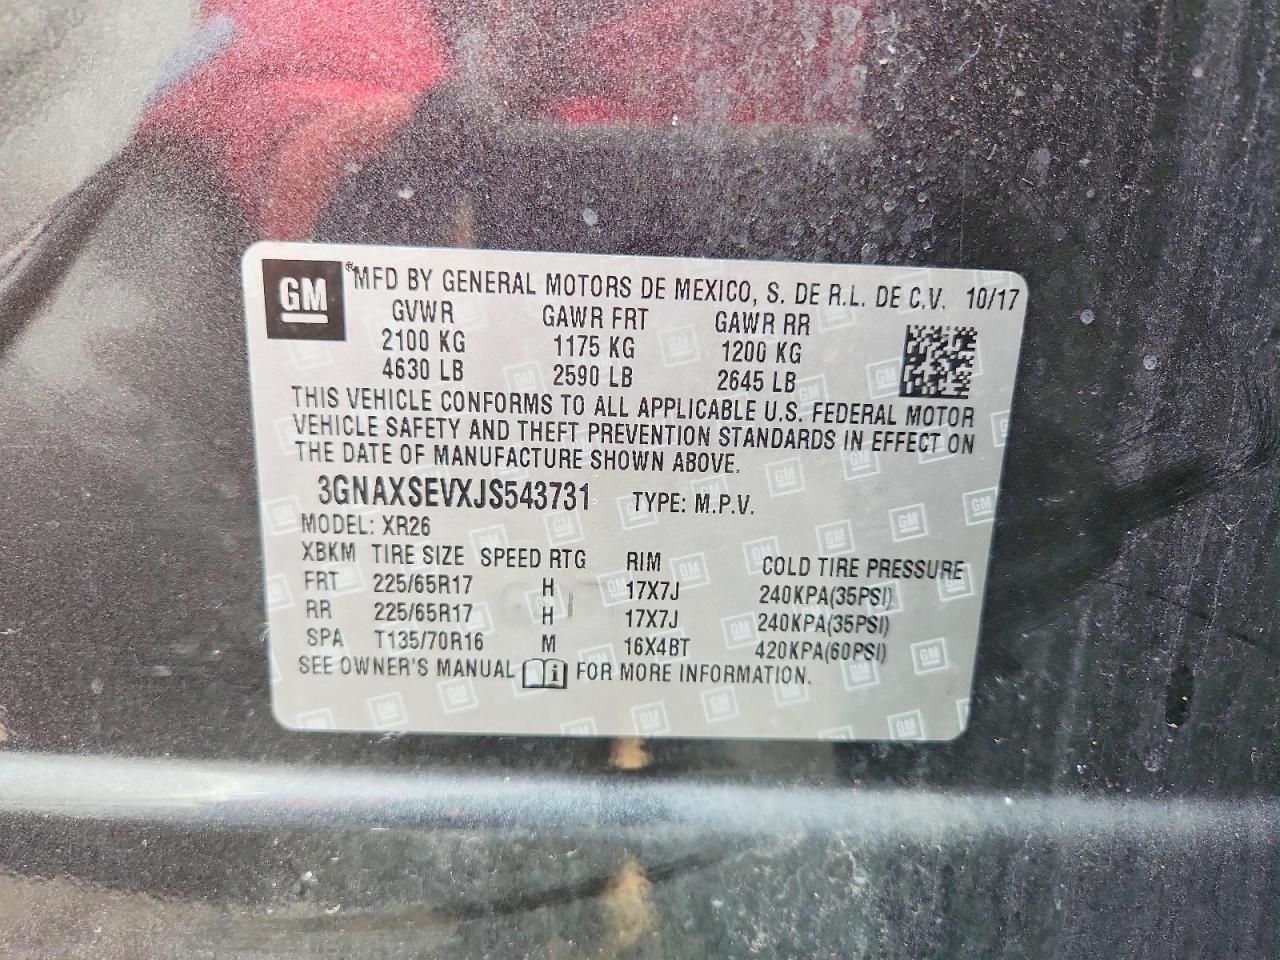 GM
*MFD BY GENERAL MOTORS DE MEXICO, S. DE R.L. DE C.V. 10/17
GVWR GAWR FRT GAWR RR
2100 KG 1175 KG 1200 KG
4630 LB 2590 LB 2645 LB
THIS VEHICLE CONFORMS TO ALL APPLICABLE U.S. FEDERAL MOTOR
VEHICLE SAFETY AND THEFT PREVENTION STANDARDS IN EFFECT ON
THE DATE OF MANUFACTURE SHOWN ABOVE.
3GNAXSEVXJS543731 TYPE: M.P.V.
MODEL: XR26
XBKM TIRE SIZE SPEED RTG RIM COLD TIRE PRESSURE
FRT 225/65R17 H 17X7J 240KPA(35PSI)
RR 225/65R17 H 17X7J 240KPA(35PSI)
SPA T135/70R16 M 16X4BT 420KPA(60PSI)
SEE OWNER'S MANUAL i FOR MORE INFORMATION.